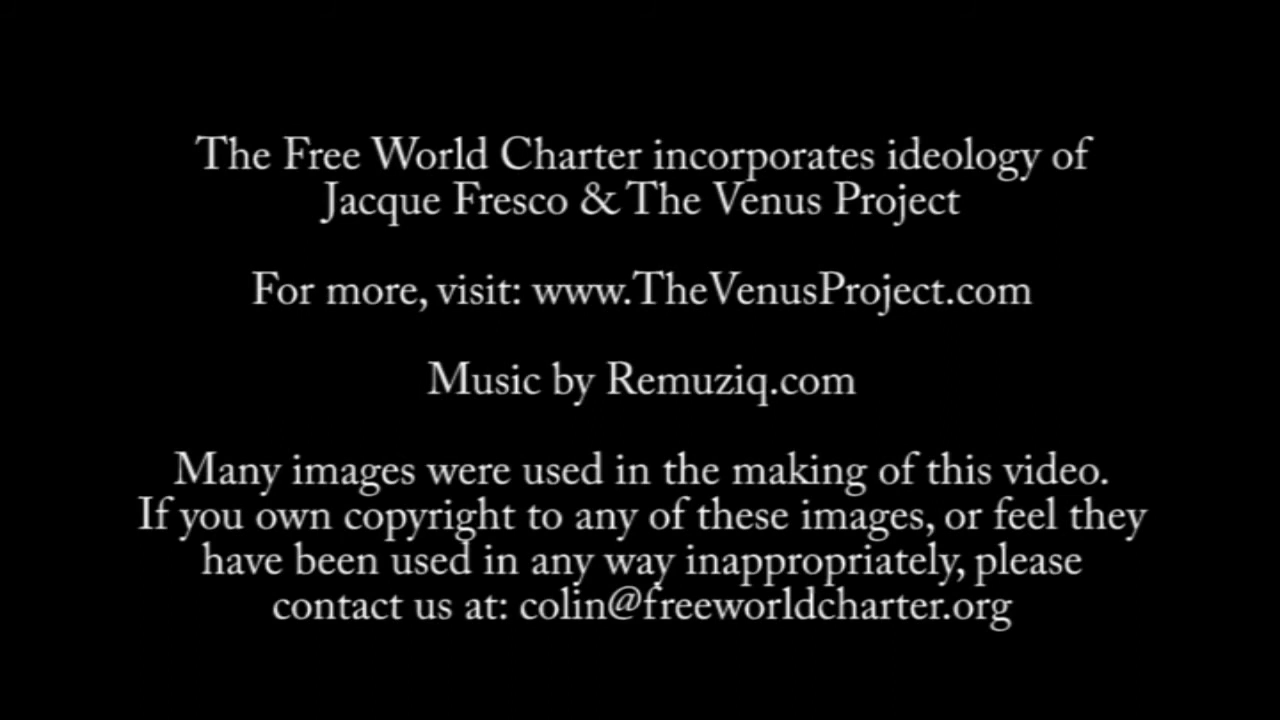 The Free World Charter incorporates ideology of
Jacque Fresco & The Venus Project
For more, visit: www.TheVenusProject.com
Music by Remuziq.com
Many images were used in the making of this video.
If you own copyright to any of these images, or feel they
have been used in any way inappropriately, please
contact us at: colin@freeworldcharter.org